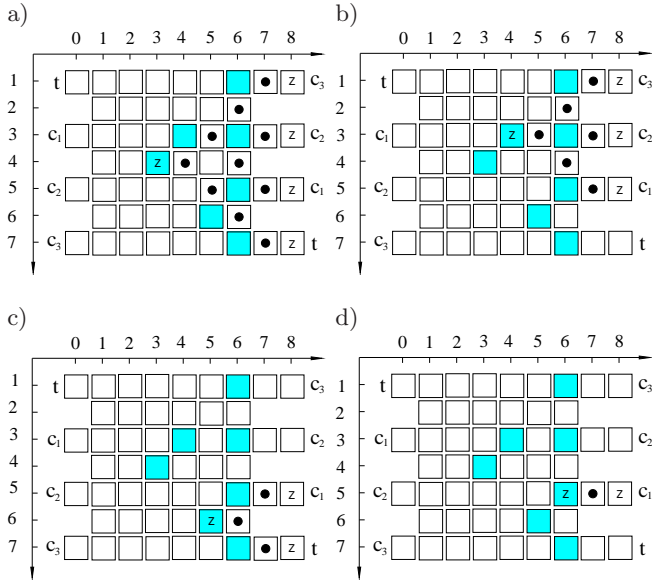 a)
0 1 2 3 4 5 6 7 8
1 t z c₃
2
3 c₁ z c₂
4 z
5 c₂ z c₁
6
7 c₃ z t
b)
0 1 2 3 4 5 6 7 8
1 t z c₃
2
3 c₁ z z c₂
4
5 c₂ z c₁
6
7 c₃ t
c)
0 1 2 3 4 5 6 7 8
1 t c₃
2
3 c₁ c₂
4
5 c₂ z c₁
6 z
7 c₃ z t
d)
0 1 2 3 4 5 6 7 8
1 t c₃
2
3 c₁ c₂
4
5 c₂ z z c₁
6
7 c₃ t